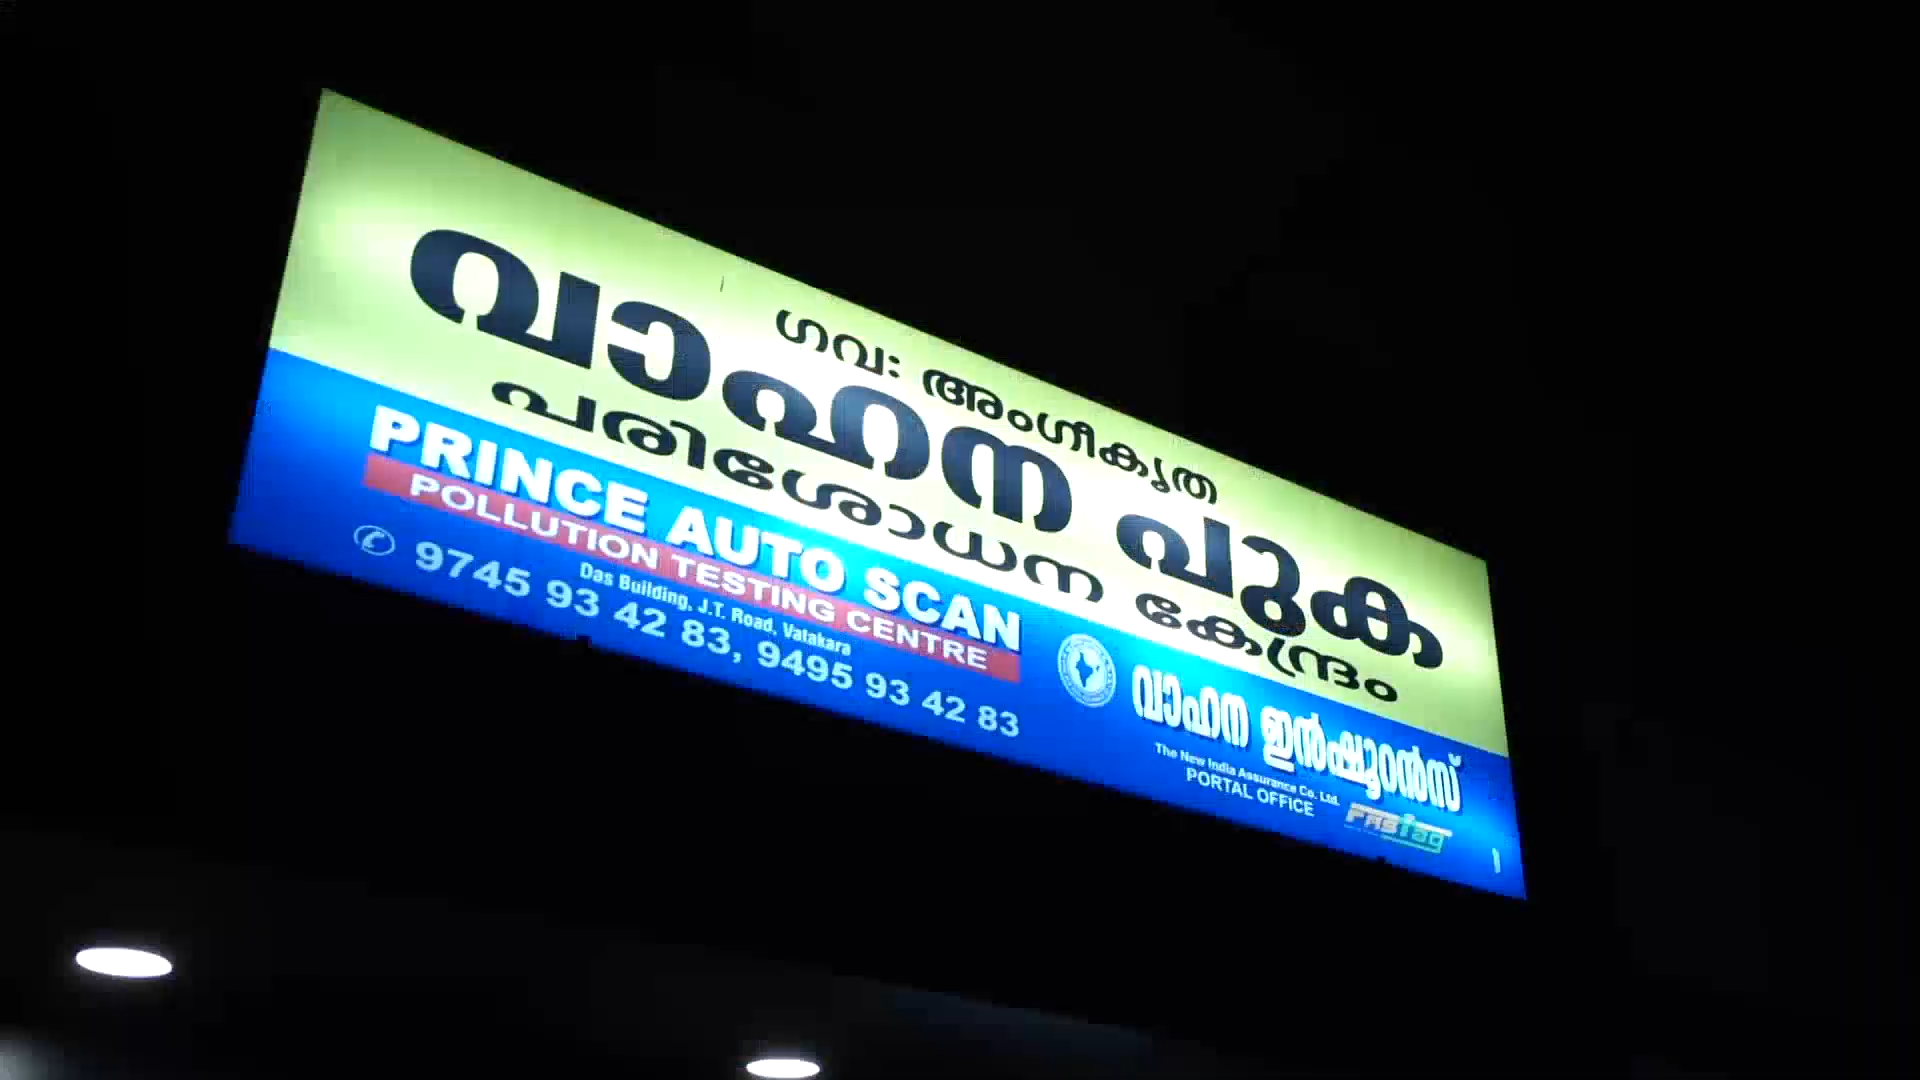 ഗവ: അംഗീകൃത
വാഹന പുക
പരിശോധന കേന്ദ്രം
PRINCE AUTO SCAN
POLLUTION TESTING CENTRE
Das Building, J.T. Road, Vatakara
✆ 9745 93 42 83, 9495 93 42 83
വാഹന ഇൻഷൂറൻസ്
The New India Assurance Co. Ltd.
PORTAL OFFICE
FASTag